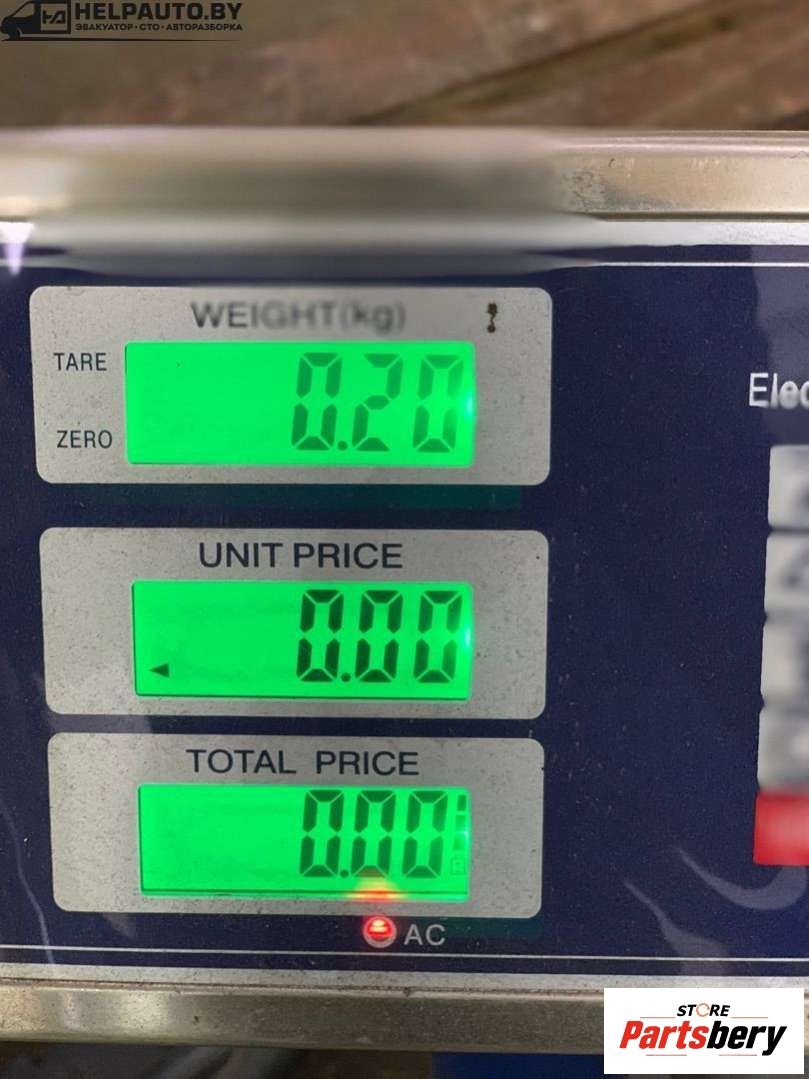 HELPAUTO.BY
ЭВАКУАТОР·СТО·АВТОРАЗБОРКА
WEIGHT(kg)
TARE
0.20
ZERO
Elec
UNIT PRICE
0.00
TOTAL PRICE
0.00
AC
STORE
Partsbery